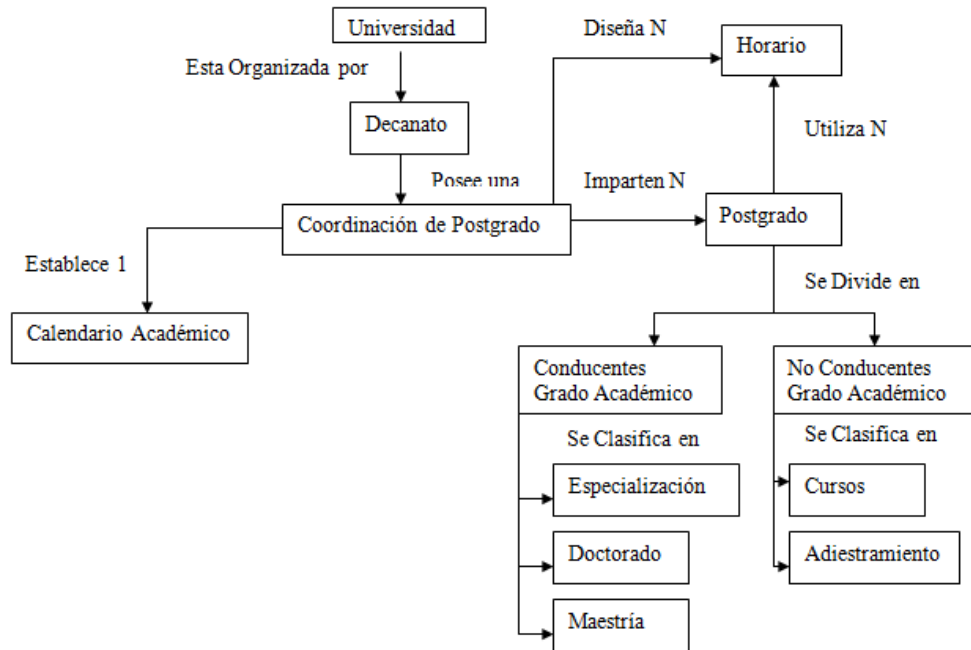 Universidad
Diseña N
Horario
Esta Organizada por
Decanato
Utiliza N
Posee una
Imparten N
Coordinación de Postgrado
Postgrado
Establece 1
Se Divide en
Calendario Académico
Conducentes
Grado Académico
No Conducentes
Grado Académico
Se Clasifica en
Se Clasifica en
Especialización
Cursos
Doctorado
Adiestramiento
Maestría